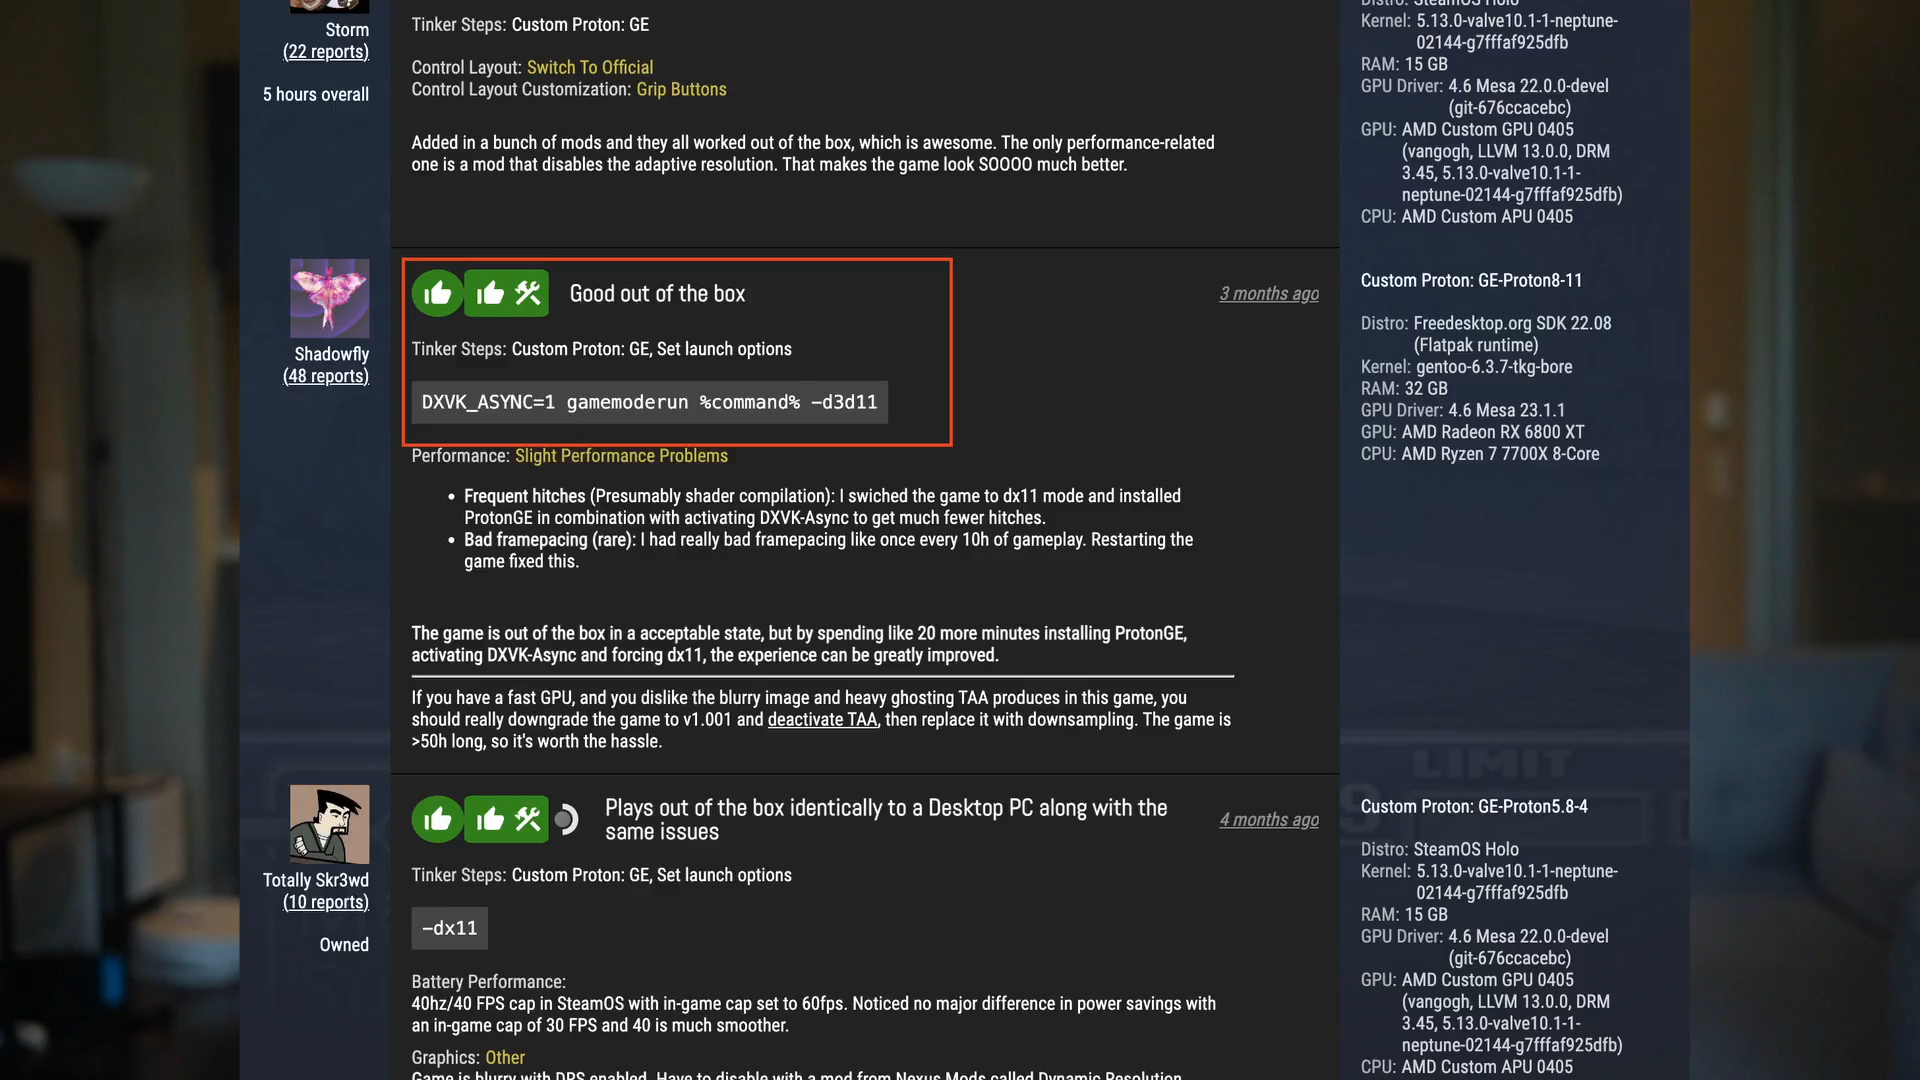 Storm
(22 reports)
5 hours overall
Tinker Steps: Custom Proton: GE
Control Layout: Switch To Official
Control Layout Customization: Grip Buttons
Added in a bunch of mods and they all worked out of the box, which is awesome. The only performance-related
one is a mod that disables the adaptive resolution. That makes the game look SOOOO much better.
Distro: SteamOS Holo
Kernel: 5.13.0-valve10.1-1-neptune-
02144-g7fffaf925dfb
RAM: 15 GB
GPU Driver: 4.6 Mesa 22.0.0-devel
(git-676ccacebc)
GPU: AMD Custom GPU 0405
(vangogh, LLVM 13.0.0, DRM
3.45, 5.13.0-valve10.1-1-
neptune-02144-g7fffaf925dfb)
CPU: AMD Custom APU 0405
Shadowfly
(48 reports)
Good out of the box
3 months ago
Tinker Steps: Custom Proton: GE, Set launch options
DXVK_ASYNC=1 gamemoderun %command% -d3d11
Performance: Slight Performance Problems
• Frequent hitches (Presumably shader compilation): I swiched the game to dx11 mode and installed
ProtonGE in combination with activating DXVK-Async to get much fewer hitches.
• Bad framepacing (rare): I had really bad framepacing like once every 10h of gameplay. Restarting the
game fixed this.
The game is out of the box in a acceptable state, but by spending like 20 more minutes installing ProtonGE,
activating DXVK-Async and forcing dx11, the experience can be greatly improved.
If you have a fast GPU, and you dislike the blurry image and heavy ghosting TAA produces in this game, you
should really downgrade the game to v1.001 and deactivate TAA, then replace it with downsampling. The game is
>50h long, so it's worth the hassle.
Custom Proton: GE-Proton8-11
Distro: Freedesktop.org SDK 22.08
(Flatpak runtime)
Kernel: gentoo-6.3.7-tkg-bore
RAM: 32 GB
GPU Driver: 4.6 Mesa 23.1.1
GPU: AMD Radeon RX 6800 XT
CPU: AMD Ryzen 7 7700X 8-Core
LIMIT
Totally Skr3wd
(10 reports)
Owned
Plays out of the box identically to a Desktop PC along with the
same issues
4 months ago
Tinker Steps: Custom Proton: GE, Set launch options
-dx11
Battery Performance:
40hz/40 FPS cap in SteamOS with in-game cap set to 60fps. Noticed no major difference in power savings with
an in-game cap of 30 FPS and 40 is much smoother.
Graphics: Other
Game is blurry with DRS enabled. Have to disable with a mod from Nexus Mods called Dynamic Resolution
Custom Proton: GE-Proton5.8-4
Distro: SteamOS Holo
Kernel: 5.13.0-valve10.1-1-neptune-
02144-g7fffaf925dfb
RAM: 15 GB
GPU Driver: 4.6 Mesa 22.0.0-devel
(git-676ccacebc)
GPU: AMD Custom GPU 0405
(vangogh, LLVM 13.0.0, DRM
3.45, 5.13.0-valve10.1-1-
neptune-02144-g7fffaf925dfb)
CPU: AMD Custom APU 0405